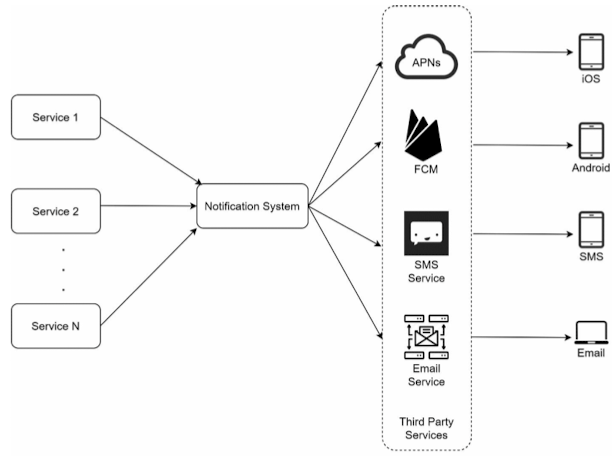 Service 1
Service 2
.
.
.
Service N
Notification System
APNs
FCM
SMS
Service
Email
Service
Third Party
Services
iOS
Android
SMS
Email